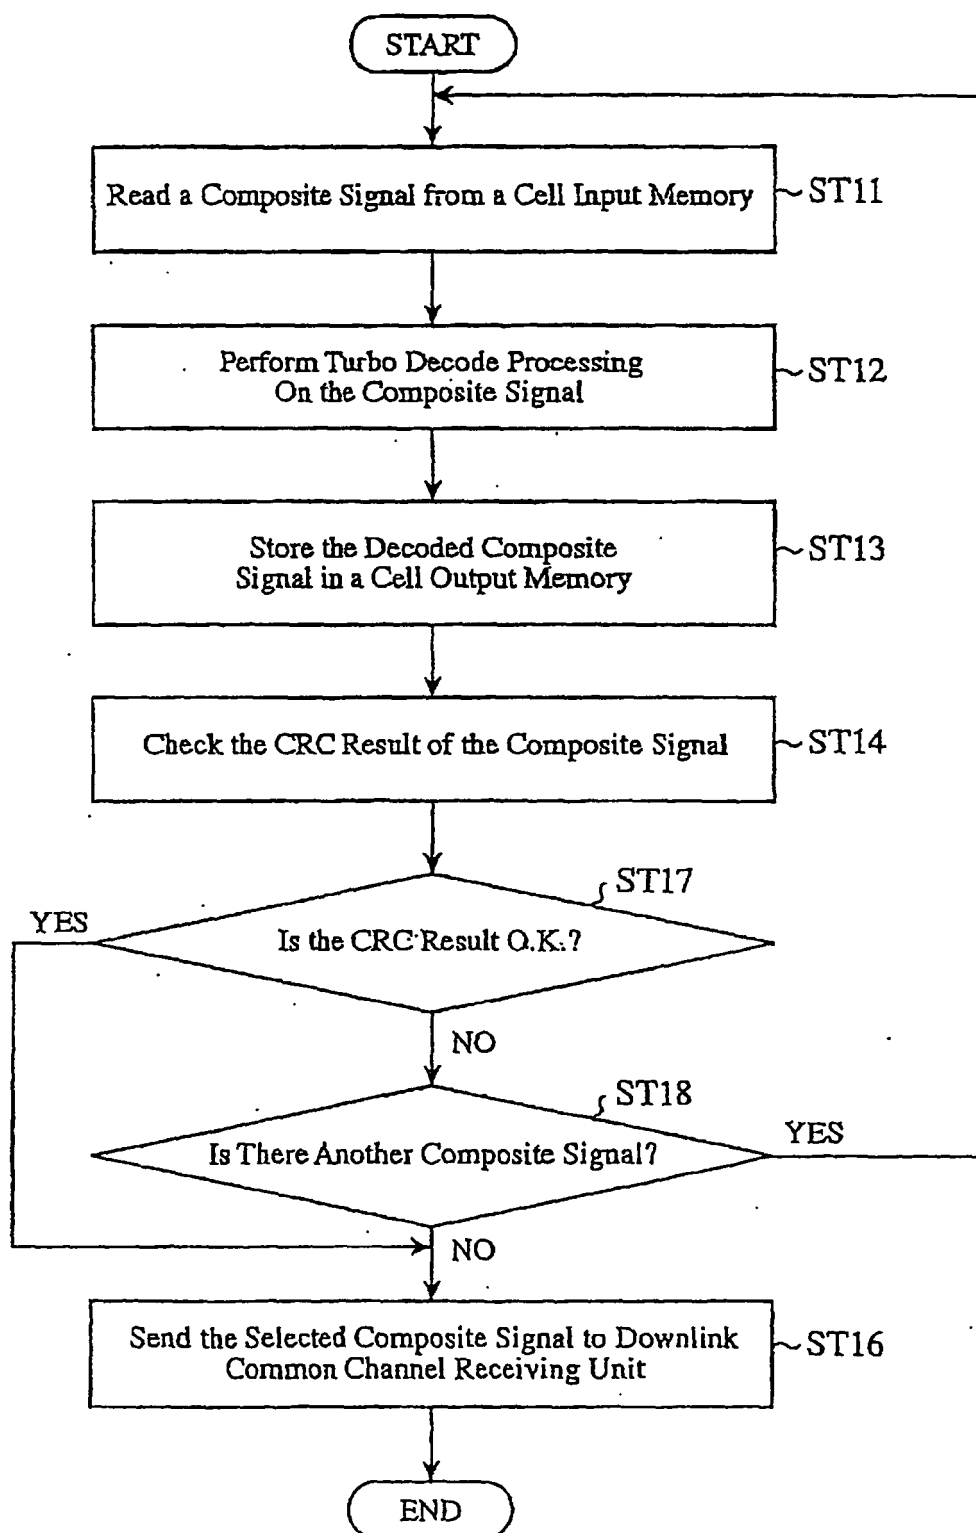 START
Read a Composite Signal from a Cell Input Memory
ST11
Perform Turbo Decode Processing
On the Composite Signal
ST12
Store the Decoded Composite
Signal in a Cell Output Memory
ST13
Check the CRC Result of the Composite Signal
ST14
ST17
YES
Is the CRC Result O.K.?
NO
ST18
Is There Another Composite Signal?
YES
NO
Send the Selected Composite Signal to Downlink
Common Channel Receiving Unit
ST16
END